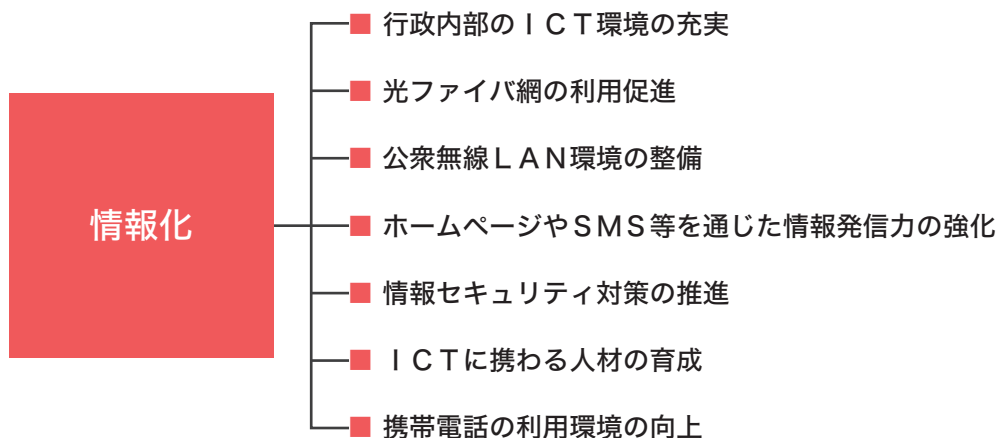 情報化
■ 行政内部のＩＣＴ環境の充実
■ 光ファイバ網の利用促進
■ 公衆無線ＬＡＮ環境の整備
■ ホームページやＳＭＳ等を通じた情報発信力の強化
■ 情報セキュリティ対策の推進
■ ＩＣＴに携わる人材の育成
■ 携帯電話の利用環境の向上